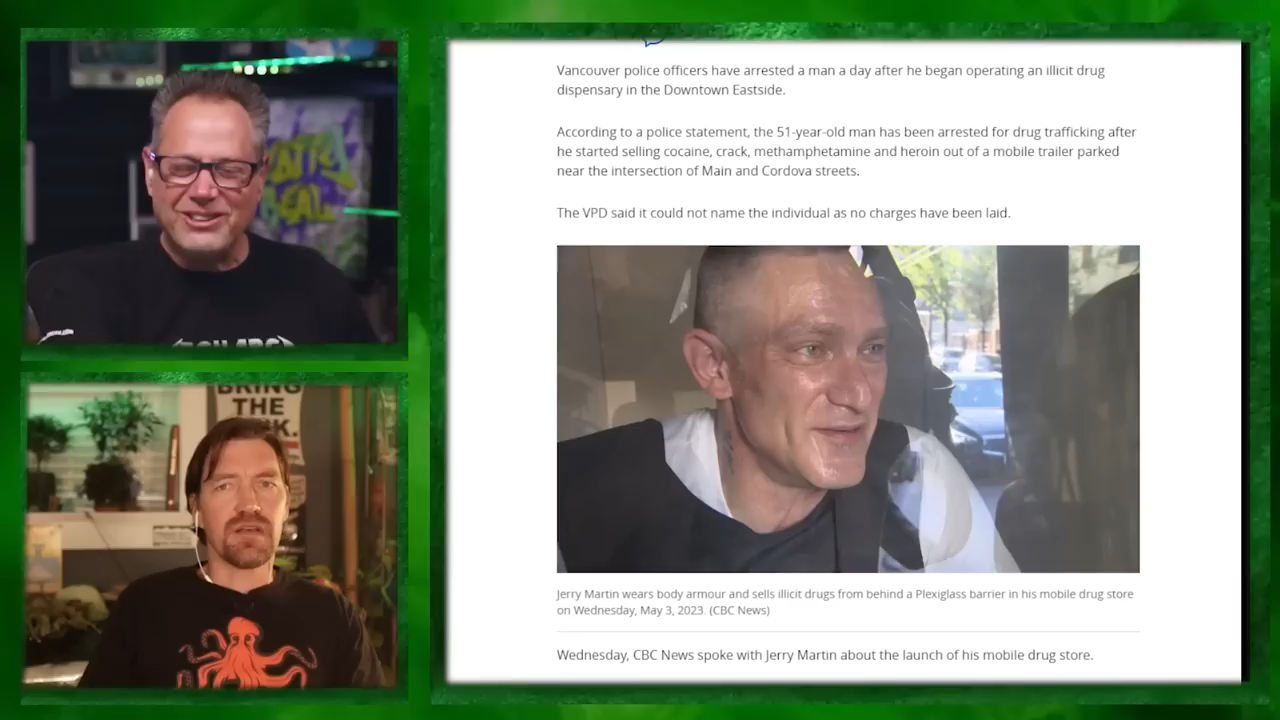 Vancouver police officers have arrested a man a day after he began operating an illicit drug
dispensary in the Downtown Eastside.
According to a police statement, the 51-year-old man has been arrested for drug trafficking after
he started selling cocaine, crack, methamphetamine and heroin out of a mobile trailer parked
near the intersection of Main and Cordova streets.
The VPD said it could not name the individual as no charges have been laid.
Jerry Martin wears body armour and sells illicit drugs from behind a Plexiglass barrier in his mobile drug store
on Wednesday, May 3, 2023. (CBC News)
Wednesday, CBC News spoke with Jerry Martin about the launch of his mobile drug store.
BRING
THE